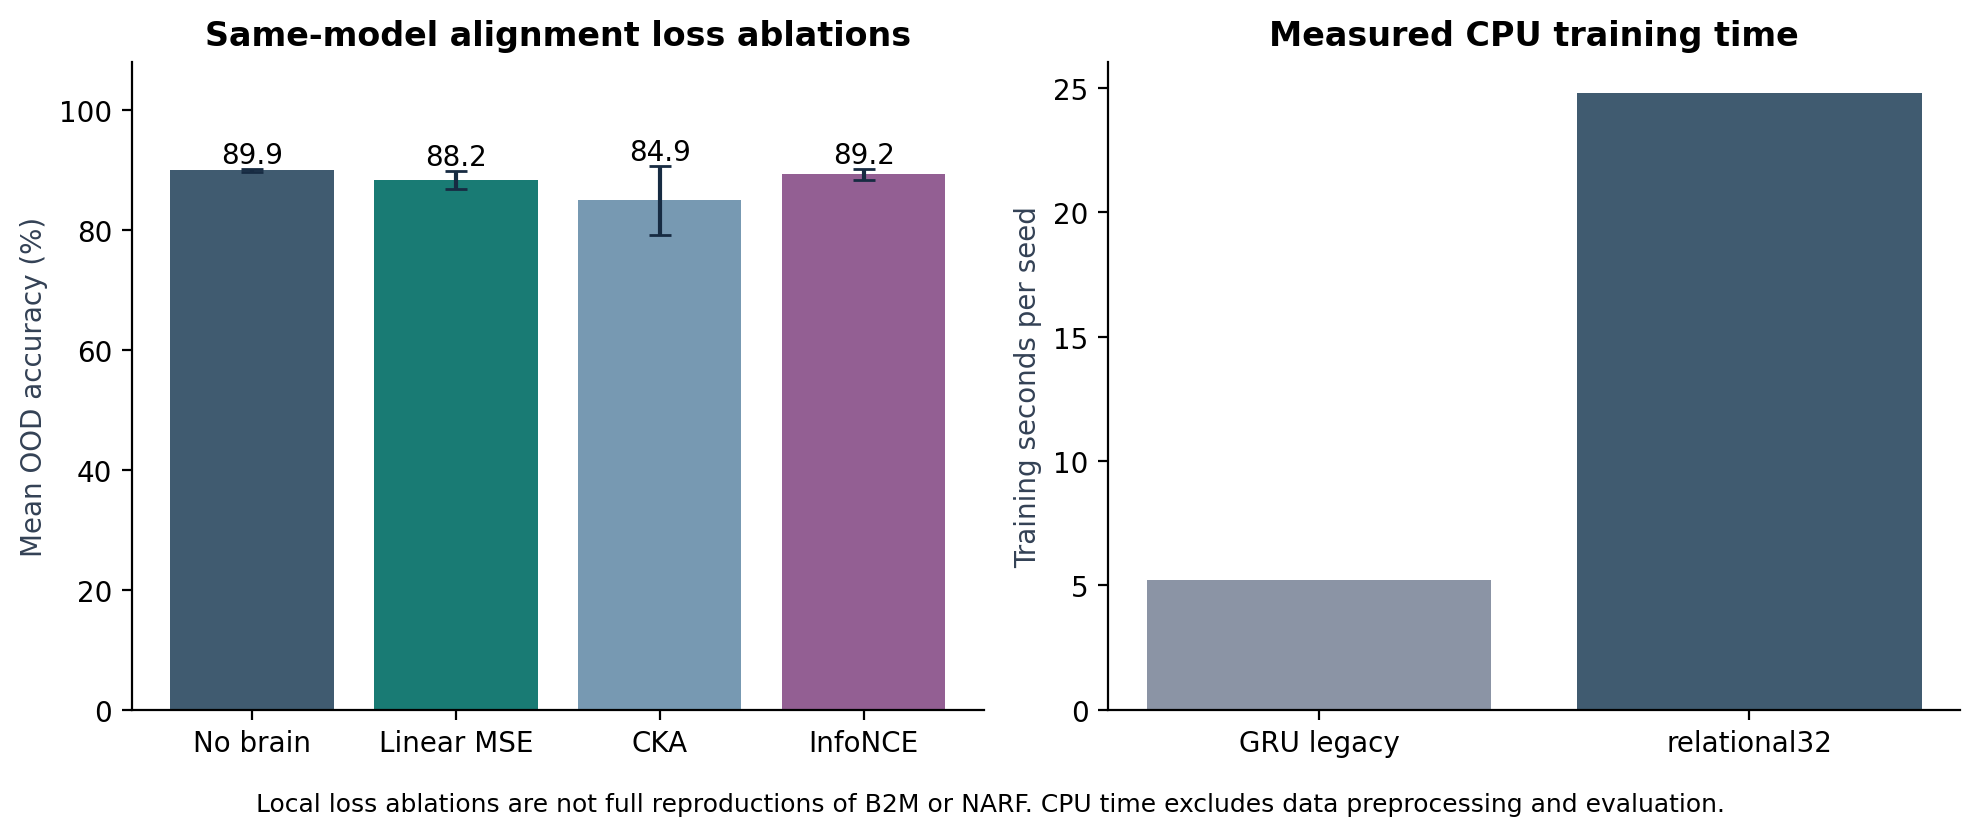 Same-model alignment loss ablations
Mean OOD accuracy (%)
100
80
60
40
20
0
89.9
88.2
84.9
89.2
No brain
Linear MSE
CKA
InfoNCE
Measured CPU training time
Training seconds per seed
25
20
15
10
5
0
GRU legacy
relational32
Local loss ablations are not full reproductions of B2M or NARF. CPU time excludes data preprocessing and evaluation.